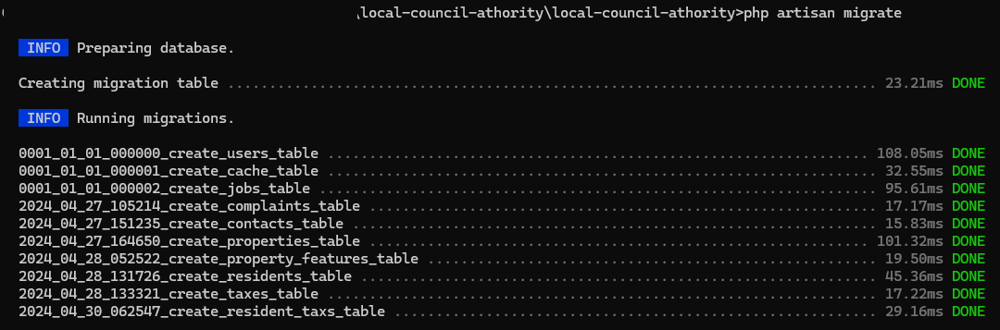 \local-council-athority\local-council-athority>php artisan migrate
INFO Preparing database.
Creating migration table .............................................................................. 23.21ms DONE
INFO Running migrations.
0001_01_01_000000_create_users_table ................................................................. 108.05ms DONE
0001_01_01_000001_create_cache_table .................................................................. 32.55ms DONE
0001_01_01_000002_create_jobs_table ................................................................... 95.61ms DONE
2024_04_27_105214_create_complaints_table ............................................................. 17.17ms DONE
2024_04_27_151235_create_contacts_table ............................................................... 15.83ms DONE
2024_04_27_164650_create_properties_table ............................................................ 101.32ms DONE
2024_04_28_052522_create_property_features_table ...................................................... 19.50ms DONE
2024_04_28_131726_create_residents_table .............................................................. 45.36ms DONE
2024_04_28_133321_create_taxes_table .................................................................. 17.22ms DONE
2024_04_30_062547_create_resident_taxs_table .......................................................... 29.16ms DONE